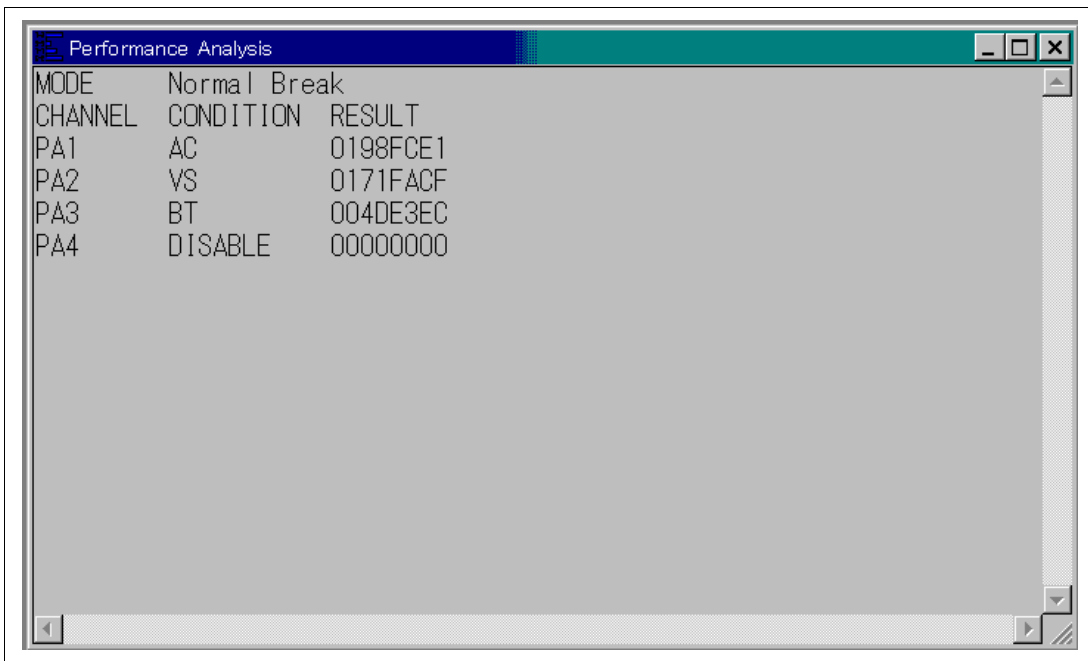 Performance Analysis
MODE Normal Break
CHANNEL CONDITION RESULT
PA1 AC 0198FCE1
PA2 VS 0171FACF
PA3 BT 004DE3EC
PA4 DISABLE 00000000